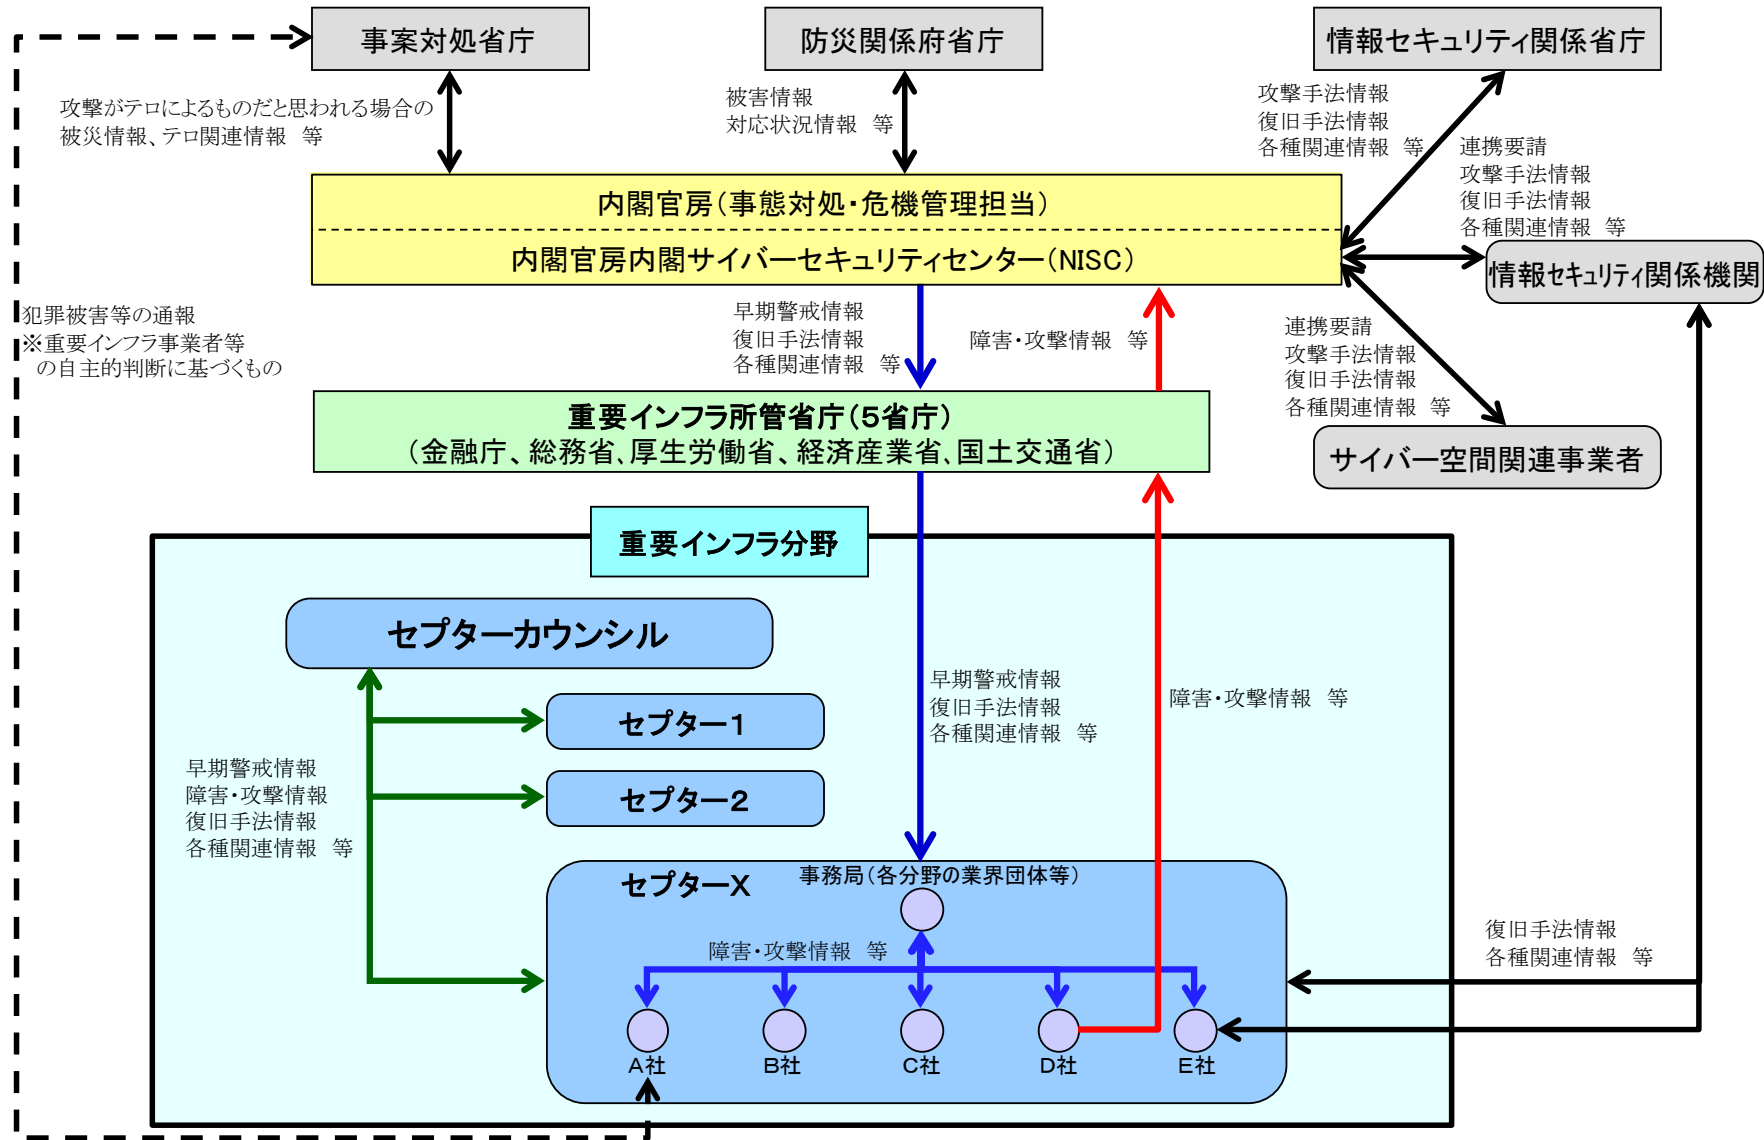 事案対処省庁
防災関係府省庁
情報セキュリティ関係省庁
攻撃がテロによるものだと思われる場合の
被災情報、テロ関連情報　等
被害情報
対応状況情報　等
攻撃手法情報
復旧手法情報
各種関連情報　等
連携要請
攻撃手法情報
復旧手法情報
各種関連情報　等
内閣官房（事態対処・危機管理担当）
内閣官房内閣サイバーセキュリティセンター（NISC）
情報セキュリティ関係機関
犯罪被害等の通報
※重要インフラ事業者等
の自主的判断に基づくもの
早期警戒情報
復旧手法情報
各種関連情報　等
障害・攻撃情報　等
連携要請
攻撃手法情報
復旧手法情報
各種関連情報　等
重要インフラ所管省庁（５省庁）
（金融庁、総務省、厚生労働省、経済産業省、国土交通省）
サイバー空間関連事業者
重要インフラ分野
セプターカウンシル
セプター１
セプター２
早期警戒情報
復旧手法情報
各種関連情報　等
障害・攻撃情報　等
早期警戒情報
障害・攻撃情報
復旧手法情報
各種関連情報　等
セプターＸ
事務局（各分野の業界団体等）
障害・攻撃情報　等
A社
B社
C社
D社
E社
復旧手法情報
各種関連情報　等